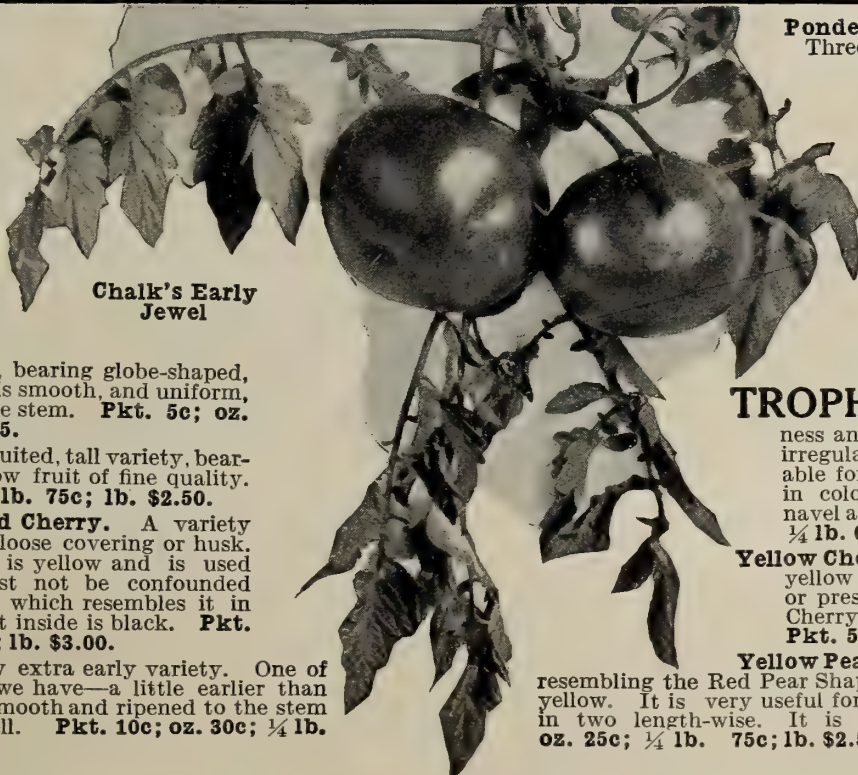 Chalk's Early
Jewel
, bearing globe-shaped,
is smooth, and uniform,
e stem. Pkt. 5c; oz.
5.
uited, tall variety, bear-
ow fruit of fine quality.
lb. 75c; lb. $2.50.
d Cherry. A variety
loose covering or husk.
is yellow and is used
st not be confounded
which resembles it in
t inside is black. Pkt.
; lb. $3.00.
y extra early variety. One of
we have—a little earlier than
mooth and ripened to the stem
ll. Pkt. 10c; oz. 30c; ¼ lb.
Ponde
Three
TROPH
ness an
irregula
able for
in colo
navel a
¼ lb. 6
Yellow Che
yellow
or pres
Cherry
Pkt. 5
Yellow Pea
resembling the Red Pear Shap
yellow. It is very useful for
in two length-wise. It is
oz. 25c; ¼ lb. 75c; lb. $2.5